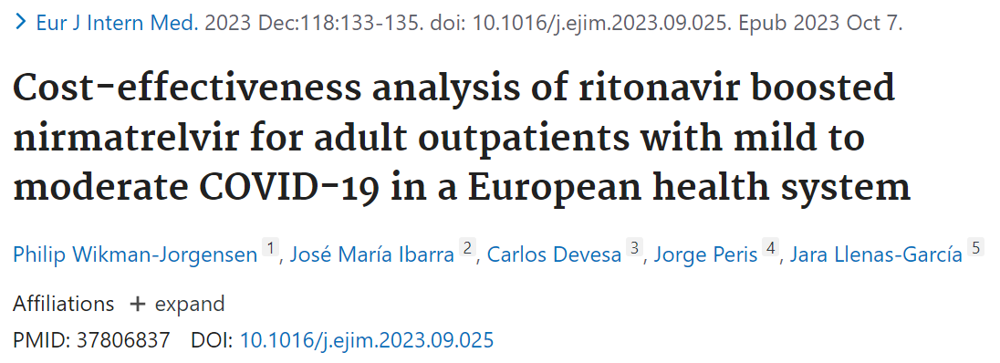 > Eur J Intern Med. 2023 Dec:118:133-135. doi: 10.1016/j.ejim.2023.09.025. Epub 2023 Oct 7.
Cost-effectiveness analysis of ritonavir boosted
nirmatrelvir for adult outpatients with mild to
moderate COVID-19 in a European health system
Philip Wikman-Jorgensen 1, José María Ibarra 2, Carlos Devesa 3, Jorge Peris 4, Jara Llenas-García 5
Affiliations + expand
PMID: 37806837 DOI: 10.1016/j.ejim.2023.09.025